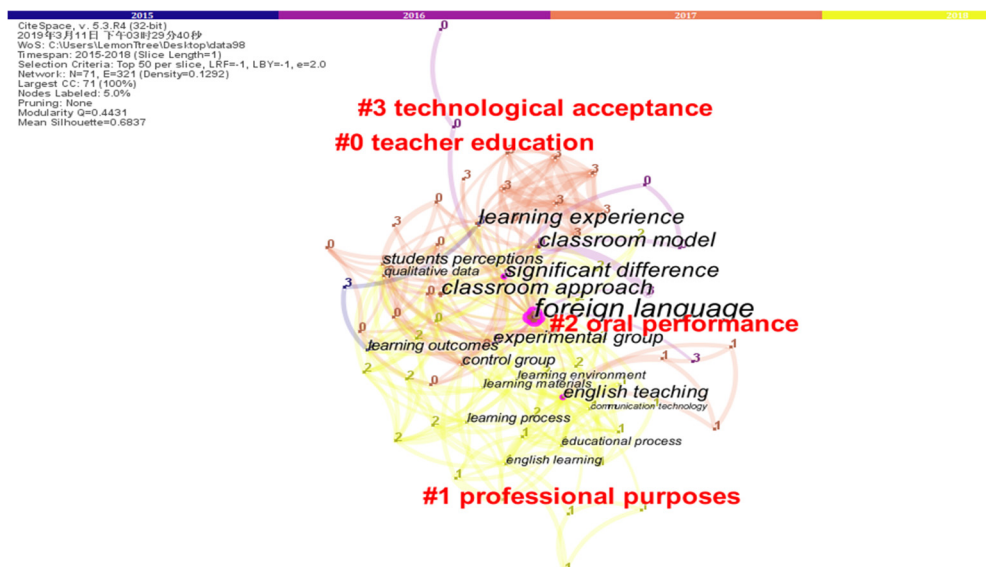 2015 2016 2017 2018
CiteSpace, v. 5.3.R4 (32-bit)
2019年3月11日 下午03时29分40秒
WoS: C:\Users\LemonTtree\Desktop\data98
Timespan: 2015-2018 (Slice Length=1)
Selection Criteria: Top 50 per slice, LRF=-1, LBY=-1, e=2.0
Network: N=71, E=321 (Density=0.1292)
Largest CC: 71 (100%)
Nodes Labeled: 5.0%
Pruning: None
Modularity Q=0.4431
Mean Silhouette=0.6837
#3 technological acceptance
#0 teacher education
learning experience
classroom model
students perceptions
qualitative data
significant difference
classroom approach
foreign language
#2 oral performance
experimental group
learning outcomes
control group
learning environment
learning materials
english teaching
communication technology
learning process
educational process
english learning
#1 professional purposes